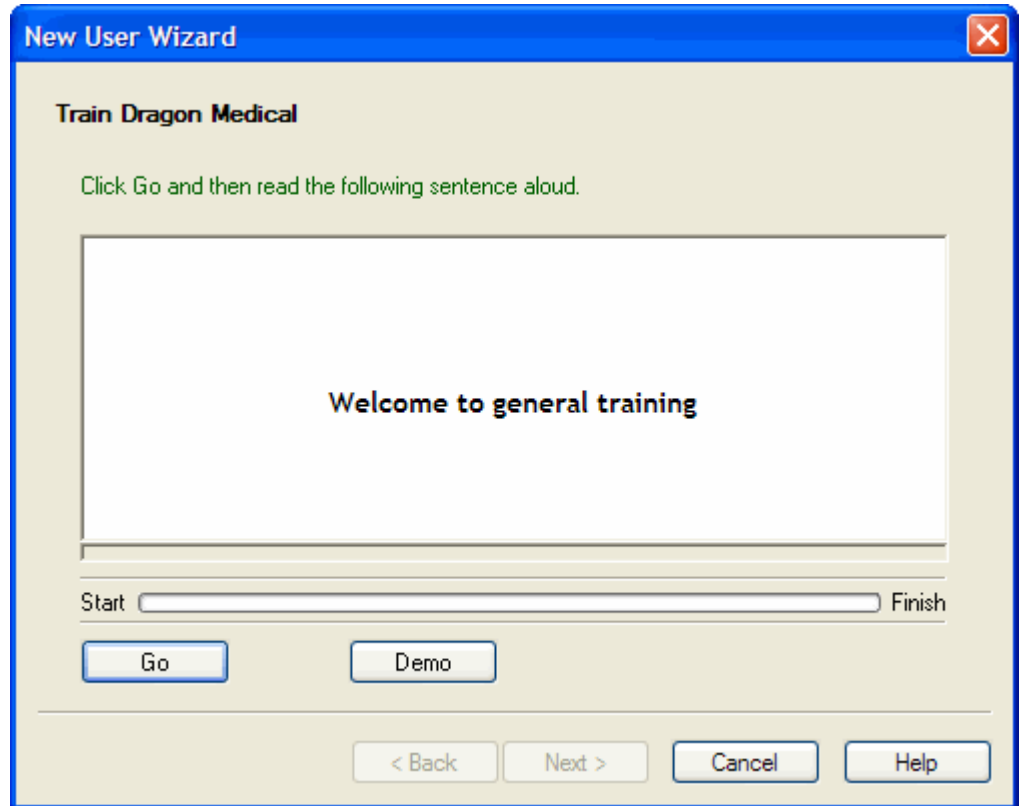 New User Wizard
Train Dragon Medical
Click Go and then read the following sentence aloud.
Welcome to general training
Start Finish
Go Demo
< Back Next > Cancel Help